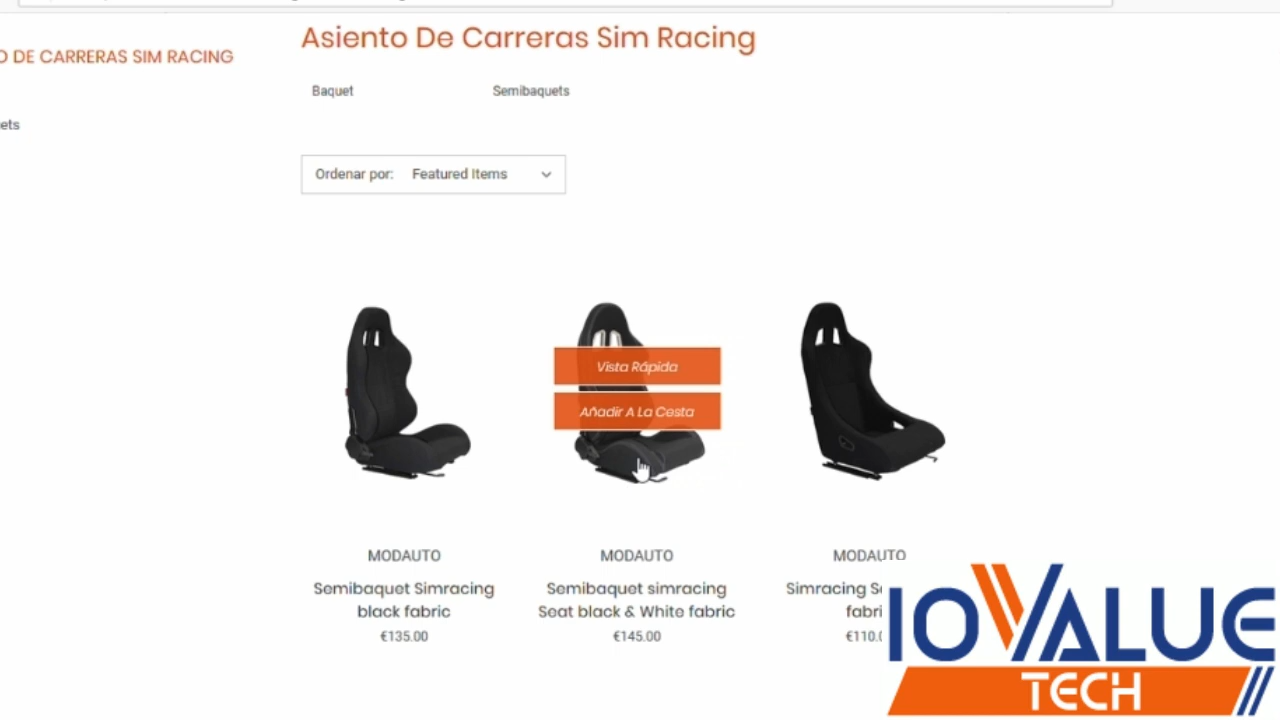 Asiento De Carreras Sim Racing
O DE CARRERAS SIM RACING
Baquet
Semibaquets
ets
Ordenar por: Featured Items
Vista Rápida
Añadir A La Cesta
MODAUTO
Semibaquet Simracing
black fabric
€135.00
MODAUTO
Semibaquet simracing
Seat black & White fabric
€145.00
MODAUTO
Simracing
€110.
IOVALUE
TECH